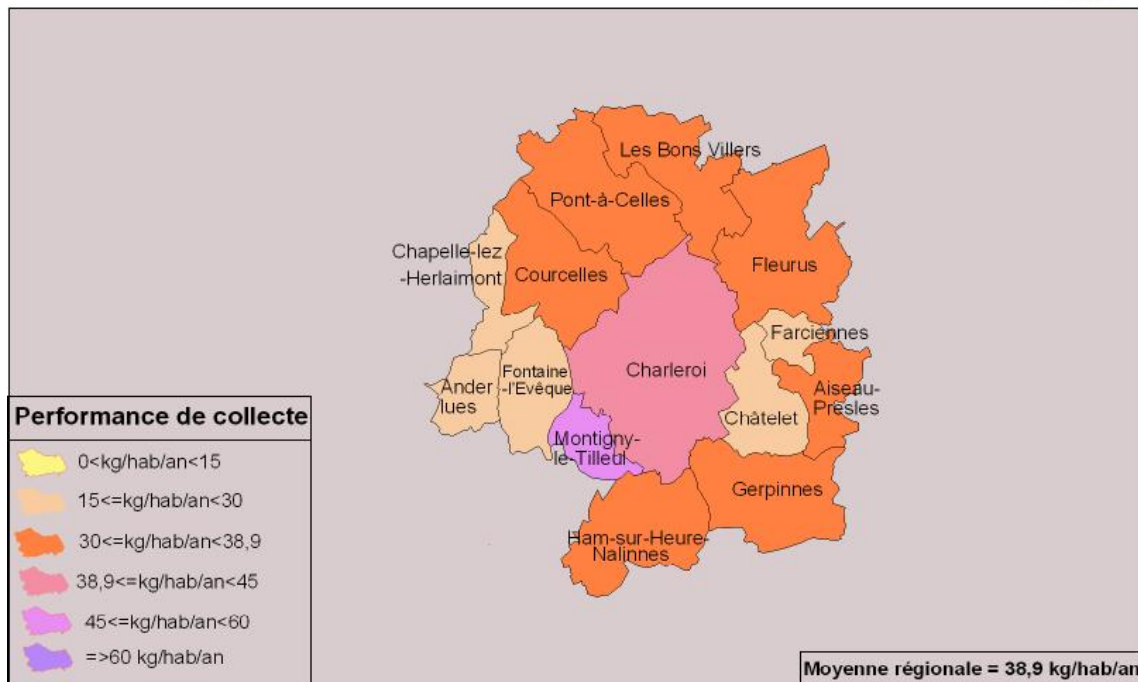 Les Bons Villers
Pont-à-Celles
Chapelle-lez
-Herlaimont
Courcelles
Fleurus
Farciennes
Charleroi
Fontaine
-l'Evêque
Ander
lues
Aiseau-
Presles
Châtelet
Montigny-
le-Tilleul
Gerpinnes
Ham-sur-Heure-
Nalinnes
Performance de collecte
0<kg/hab/an<15
15<=kg/hab/an<30
30<=kg/hab/an<38,9
38,9<=kg/hab/an<45
45<=kg/hab/an<60
=>60 kg/hab/an
Moyenne régionale = 38,9 kg/hab/an